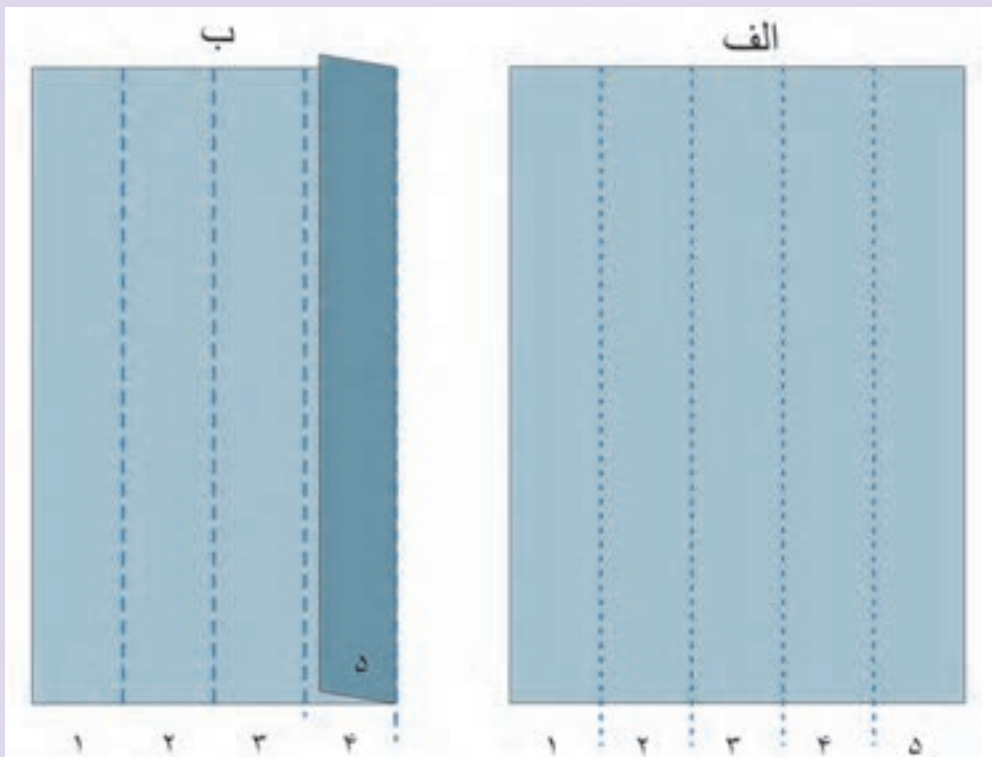 الف
۱ ۲ ۳ ۴ ۵
ب
۵
۱ ۲ ۳ ۴